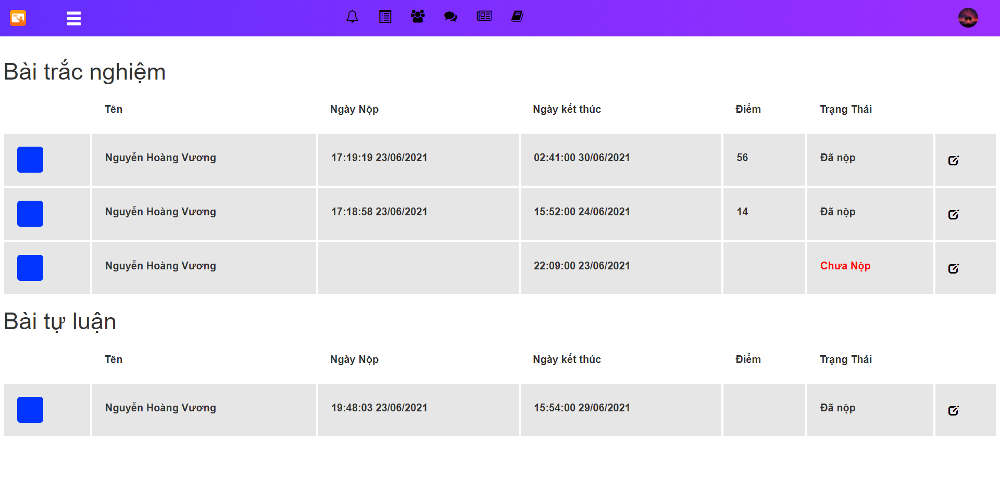 Bài trắc nghiệm
Tên Ngày Nộp Ngày kết thúc Điểm Trạng Thái
Nguyễn Hoàng Vương 17:19:19 23/06/2021 02:41:00 30/06/2021 56 Đã nộp
Nguyễn Hoàng Vương 17:18:58 23/06/2021 15:52:00 24/06/2021 14 Đã nộp
Nguyễn Hoàng Vương 22:09:00 23/06/2021 Chưa Nộp
Bài tự luận
Tên Ngày Nộp Ngày kết thúc Điểm Trạng Thái
Nguyễn Hoàng Vương 19:48:03 23/06/2021 15:54:00 29/06/2021 Đã nộp